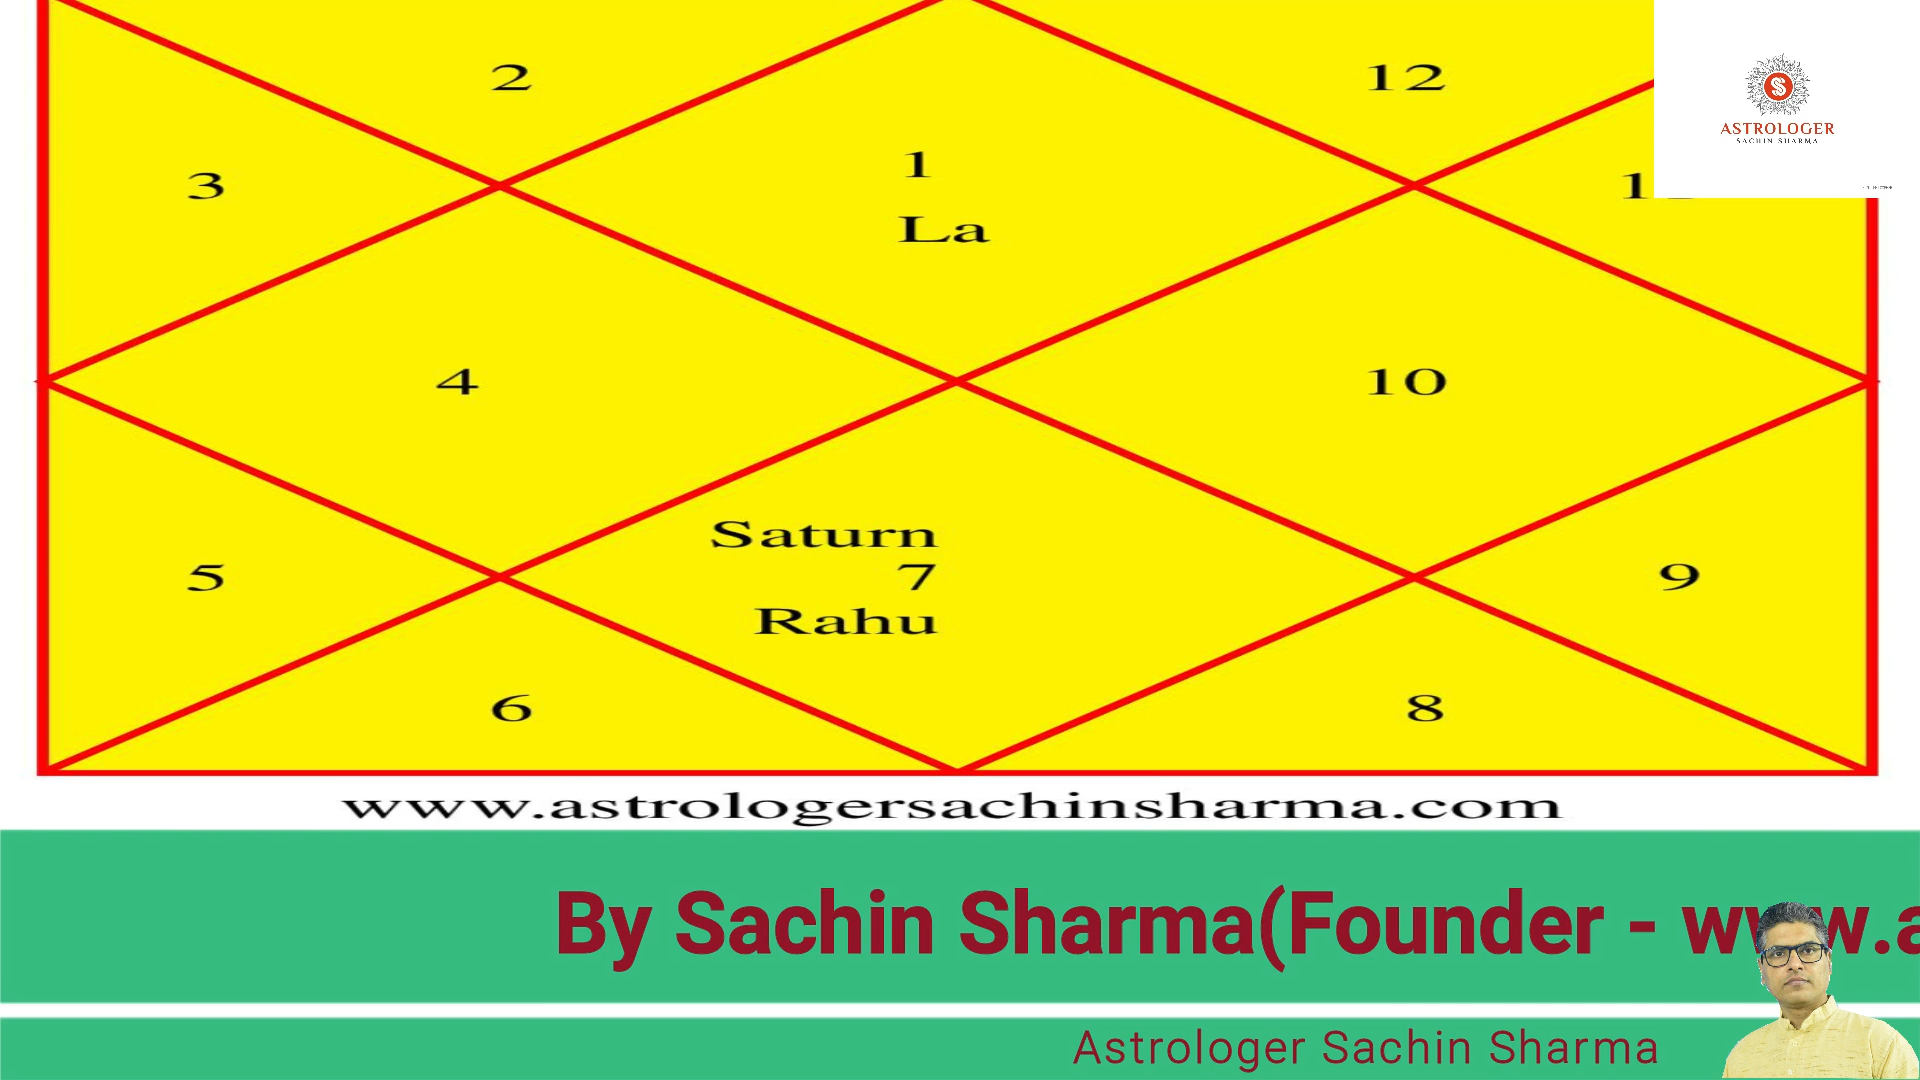 2
12
S
ASTROLOGER
SACHIN SHARMA
1
3
La
4
10
Saturn
5
7
9
Rahu
6
8
www.astrologersachinsharma.com
By Sachin Sharma(Founder - www.a
Astrologer Sachin Sharma